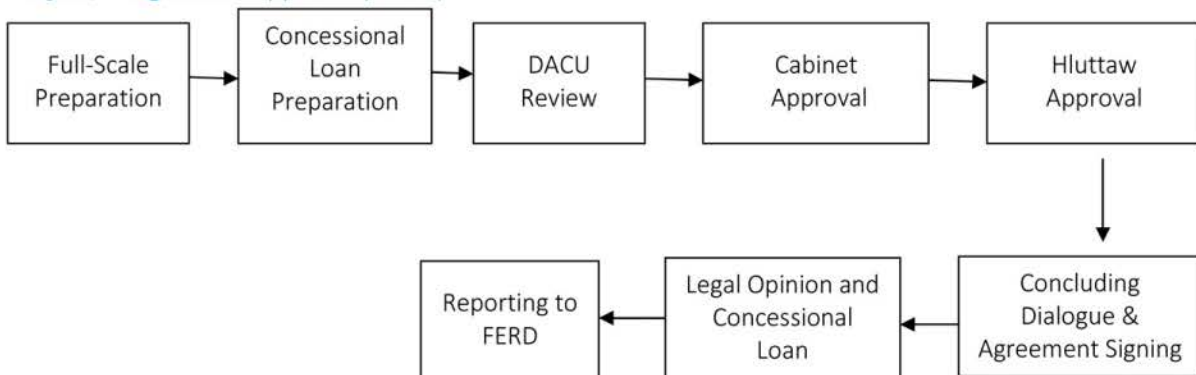 Full-Scale
Preparation
Concessional
Loan
Preparation
DACU
Review
Cabinet
Approval
Hluttaw
Approval
Concluding
Dialogue &
Agreement Signing
Legal Opinion and
Concessional
Loan
Reporting to
FERD